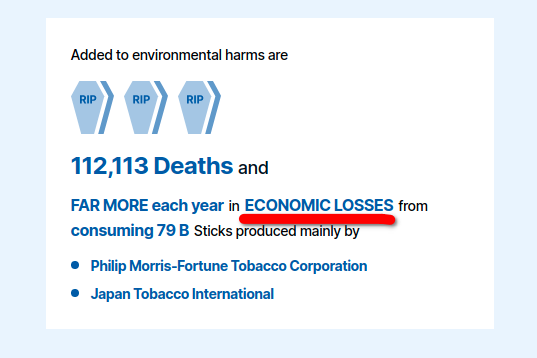 Added to environmental harms are
RIP RIP RIP
112,113 Deaths and
FAR MORE each year in ECONOMIC LOSSES from
consuming 79 B Sticks produced mainly by
Philip Morris-Fortune Tobacco Corporation
Japan Tobacco International